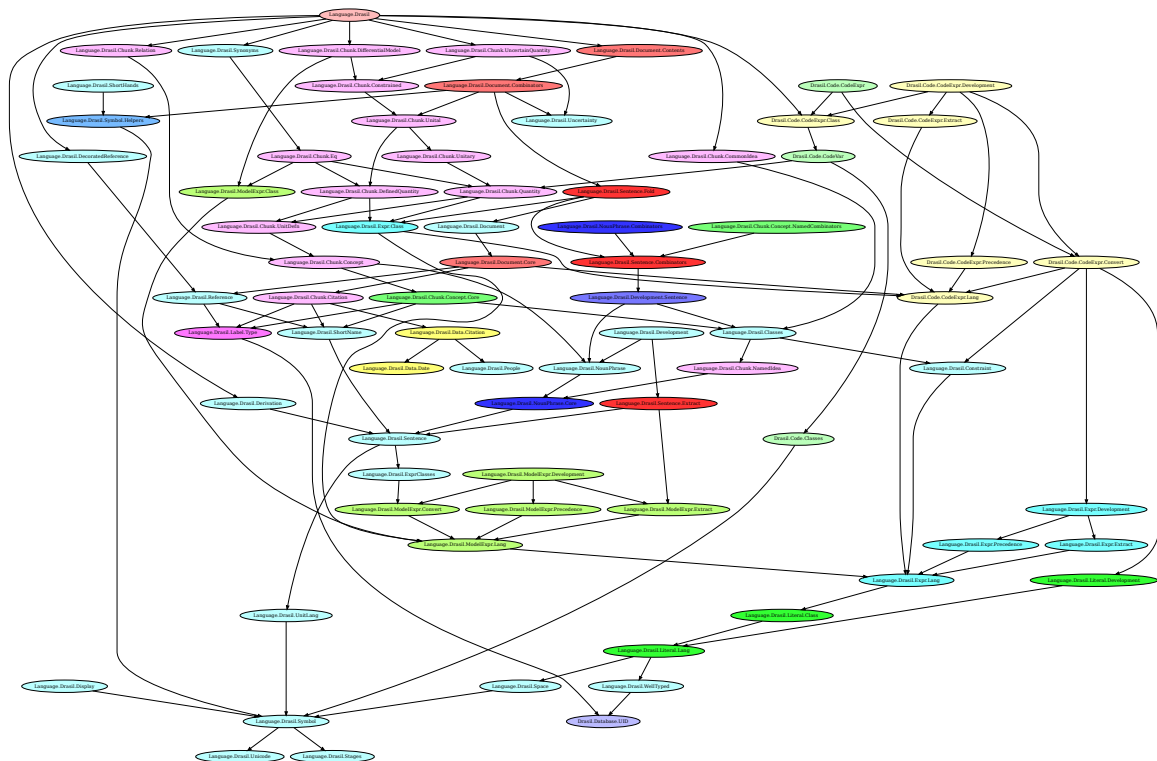 Language.Drasil
Language.Drasil.Chunk.Relation
Language.Drasil.Synonyms
Language.Drasil.Chunk.DifferentialModel
Language.Drasil.Chunk.UncertainQuantity
Language.Drasil.Document.Contents
Language.Drasil.ShortHands
Language.Drasil.Chunk.Constrained
Language.Drasil.Document.Combinators
Drasil.Code.CodeExpr
Drasil.Code.CodeExpr.Development
Language.Drasil.Symbol.Helpers
Language.Drasil.Chunk.Unital
Language.Drasil.Uncertainty
Drasil.Code.CodeExpr.Class
Drasil.Code.CodeExpr.Extract
Language.Drasil.DecoratedReference
Language.Drasil.Chunk.Eq
Language.Drasil.Chunk.Unitary
Language.Drasil.Chunk.CommonIdea
Drasil.Code.CodeVar
Language.Drasil.ModelExpr.Class
Language.Drasil.Chunk.DefinedQuantity
Language.Drasil.Chunk.Quantity
Language.Drasil.Sentence.Fold
Language.Drasil.Chunk.UnitDefn
Language.Drasil.Expr.Class
Language.Drasil.Document
Language.Drasil.NounPhrase.Combinators
Language.Drasil.Chunk.Concept.NamedCombinators
Language.Drasil.Chunk.Concept
Language.Drasil.Document.Core
Language.Drasil.Sentence.Combinators
Drasil.Code.CodeExpr.Precedence
Drasil.Code.CodeExpr.Convert
Language.Drasil.Reference
Language.Drasil.Chunk.Citation
Language.Drasil.Chunk.Concept.Core
Language.Drasil.Development.Sentence
Drasil.Code.CodeExpr.Lang
Language.Drasil.Label.Type
Language.Drasil.ShortName
Language.Drasil.Data.Citation
Language.Drasil.Development
Language.Drasil.Classes
Language.Drasil.Data.Date
Language.Drasil.People
Language.Drasil.NounPhrase
Language.Drasil.Chunk.NamedIdea
Language.Drasil.Constraint
Language.Drasil.Derivation
Language.Drasil.NounPhrase.Core
Language.Drasil.Sentence.Extract
Language.Drasil.Sentence
Drasil.Code.Classes
Language.Drasil.ExprClasses
Language.Drasil.ModelExpr.Development
Language.Drasil.ModelExpr.Convert
Language.Drasil.ModelExpr.Precedence
Language.Drasil.ModelExpr.Extract
Language.Drasil.Expr.Development
Language.Drasil.ModelExpr.Lang
Language.Drasil.Expr.Precedence
Language.Drasil.Expr.Extract
Language.Drasil.Expr.Lang
Language.Drasil.Literal.Development
Language.Drasil.UnitLang
Language.Drasil.Literal.Class
Language.Drasil.Literal.Lang
Language.Drasil.Display
Language.Drasil.Space
Language.Drasil.WellTyped
Language.Drasil.Symbol
Drasil.Database.UID
Language.Drasil.Unicode
Language.Drasil.Stages